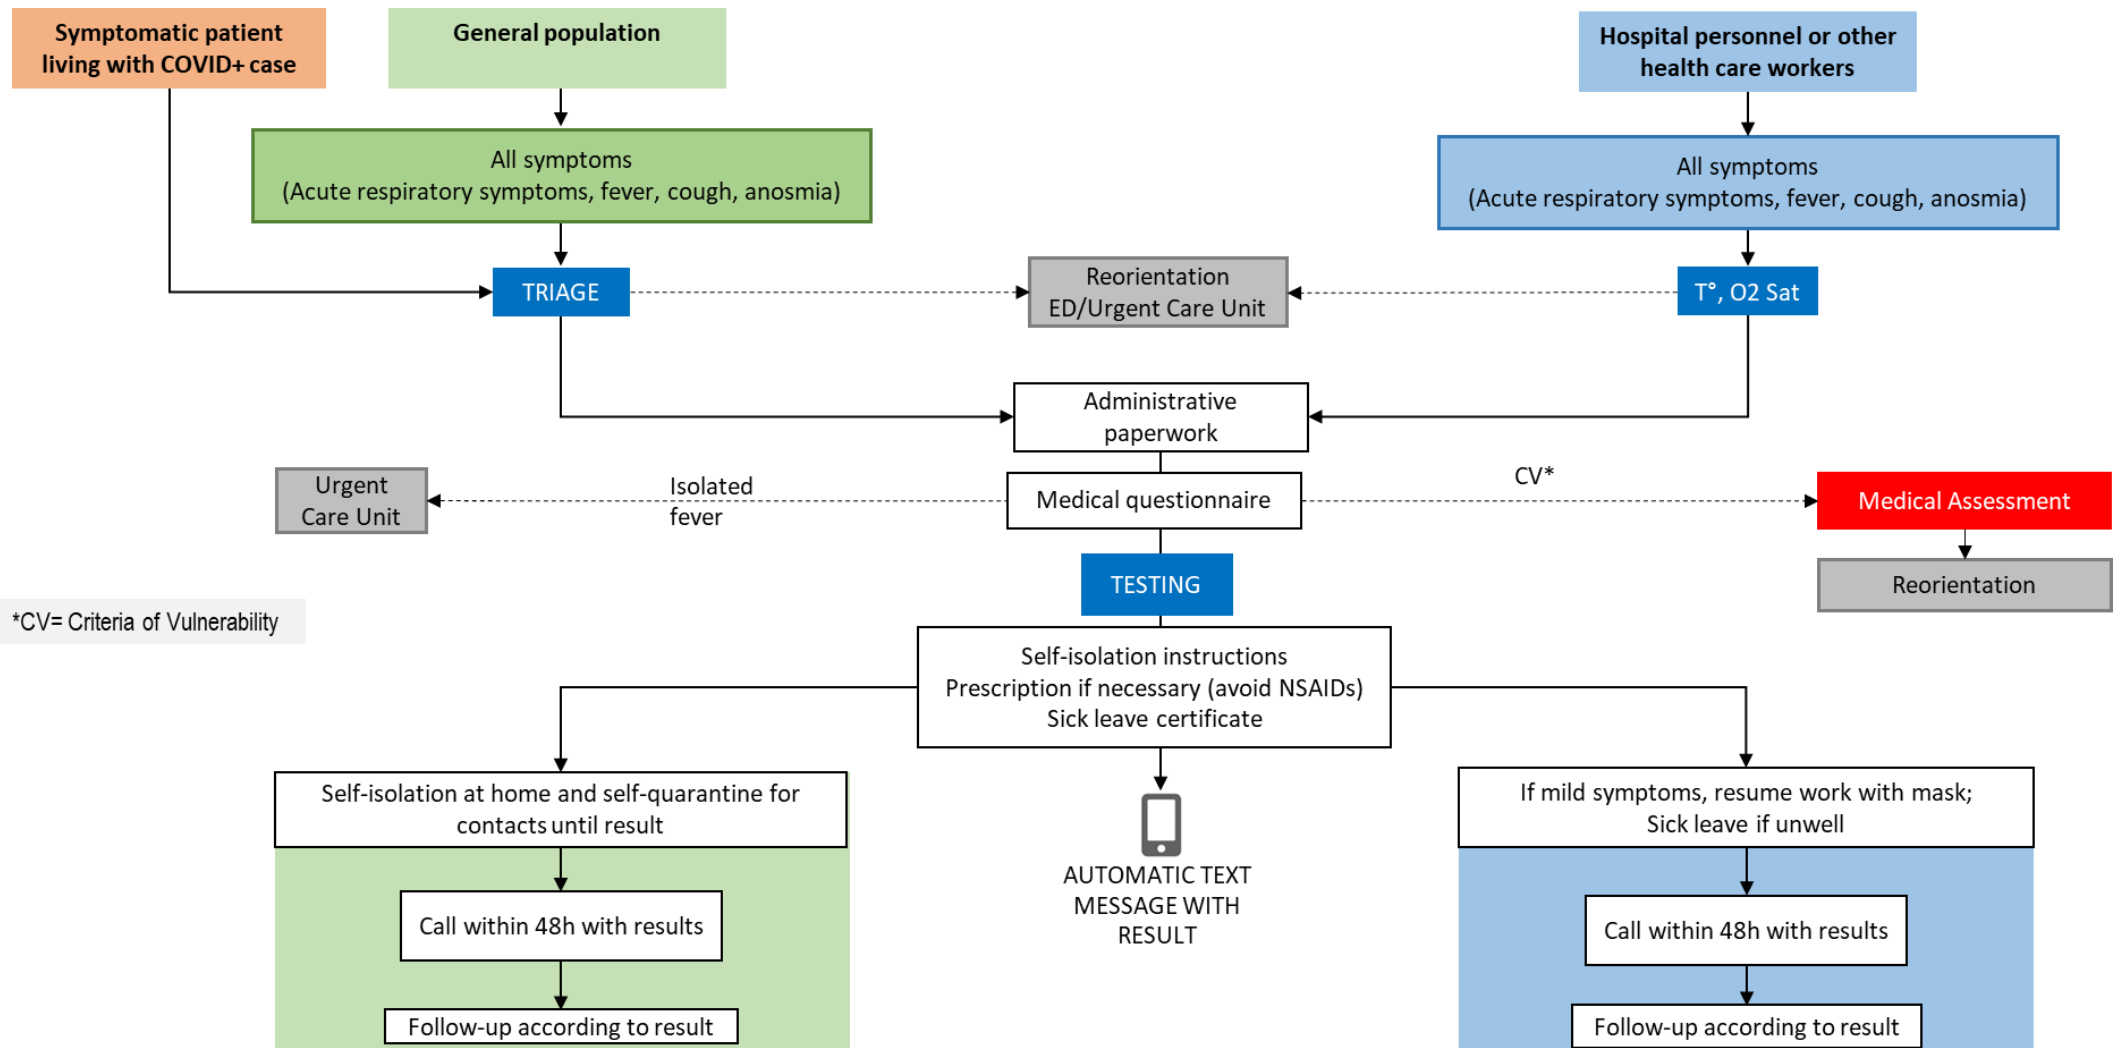 Symptomatic patient
living with COVID+ case
General population
Hospital personnel or other
health care workers
All symptoms
(Acute respiratory symptoms, fever, cough, anosmia)
All symptoms
(Acute respiratory symptoms, fever, cough, anosmia)
TRIAGE
Reorientation
ED/Urgent Care Unit
T°, O2 Sat
Administrative
paperwork
Urgent
Care Unit
Isolated
fever
Medical questionnaire
CV*
Medical Assessment
TESTING
Reorientation
*CV= Criteria of Vulnerability
Self-isolation instructions
Prescription if necessary (avoid NSAIDs)
Sick leave certificate
Self-isolation at home and self-quarantine for
contacts until result
If mild symptoms, resume work with mask;
Sick leave if unwell
AUTOMATIC TEXT
MESSAGE WITH
RESULT
Call within 48h with results
Call within 48h with results
Follow-up according to result
Follow-up according to result